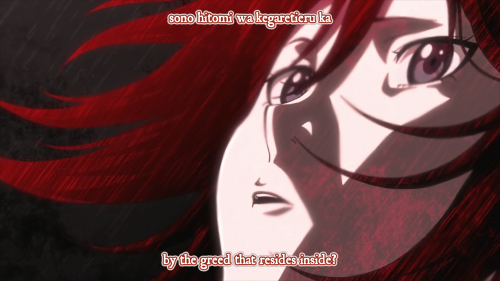 sono hitomi wa kegaretieru ka
by the greed that resides inside?